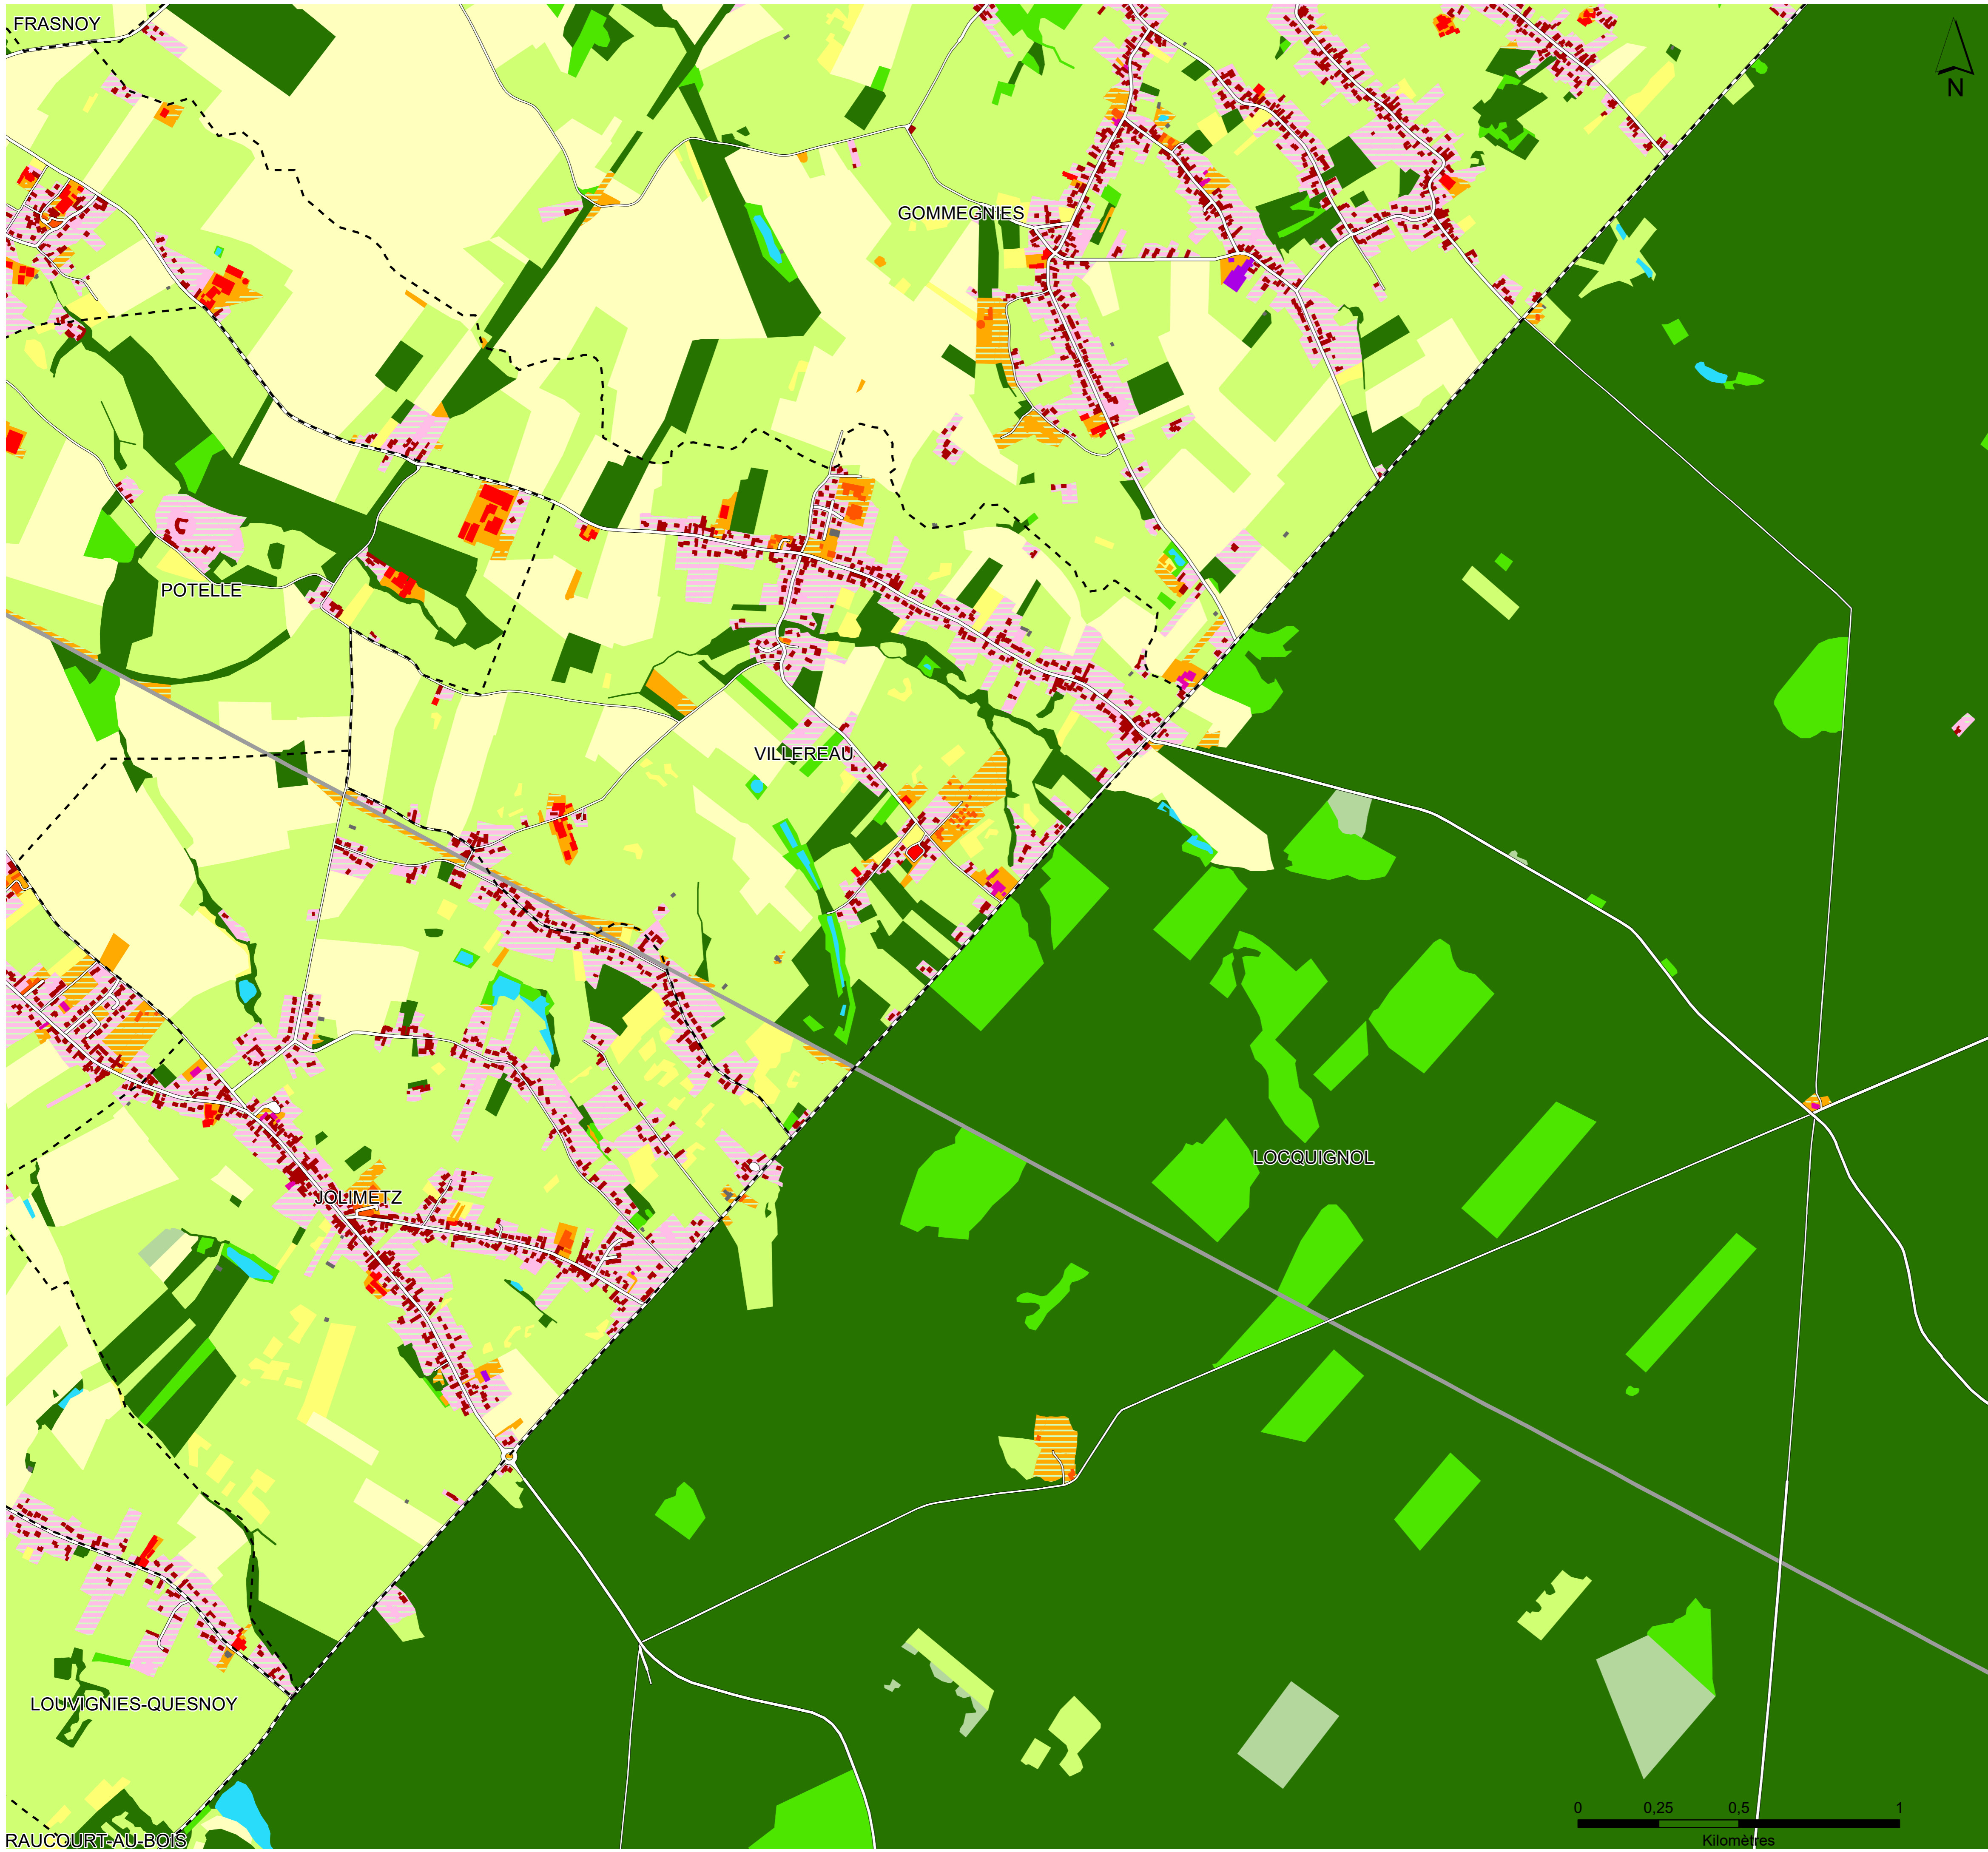 FRASNOY
N
GOMMEGNIES
POTELLE
VILLEREAU
LOCQUIGNOL
JOLIMETZ
LOUVIGNIES-QUESNOY
RAUCOURT-AU-BOIS
0 0,25 0,5 1
Kilomètres